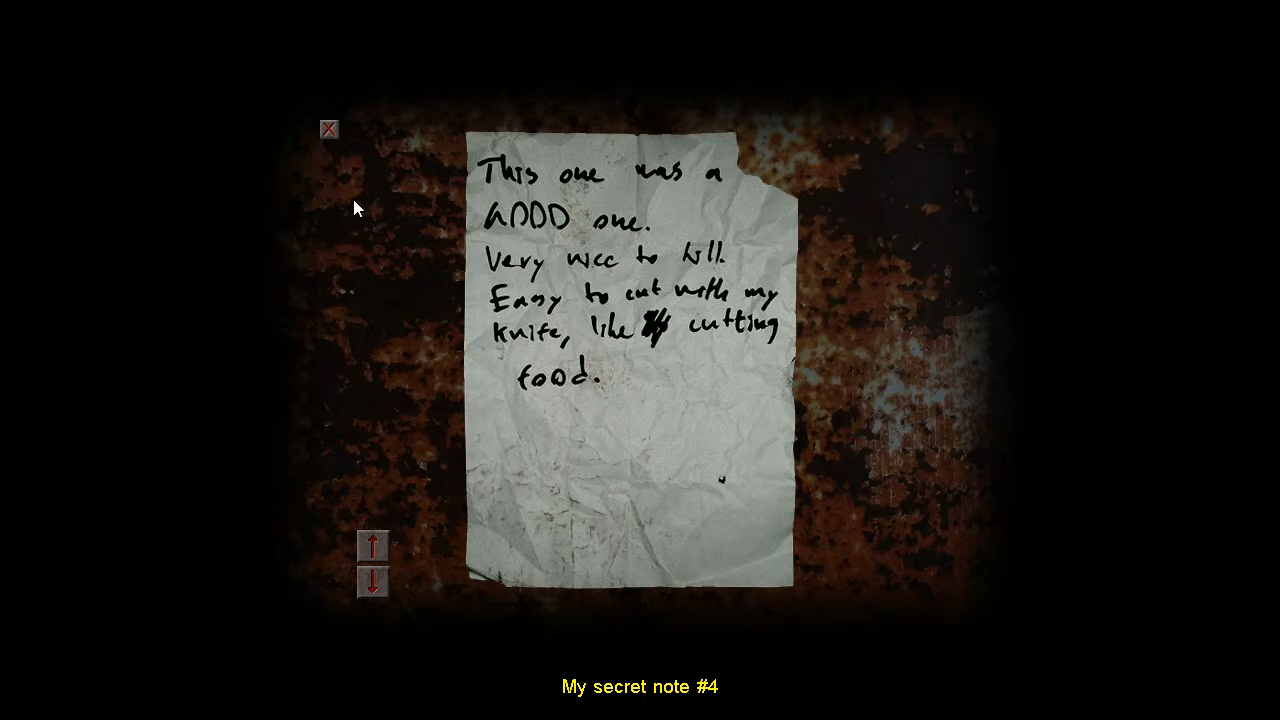 This one was a
GOOD one.
Very nice to kill.
Easy to cut with my
knife, like cutting
food.
My secret note #4